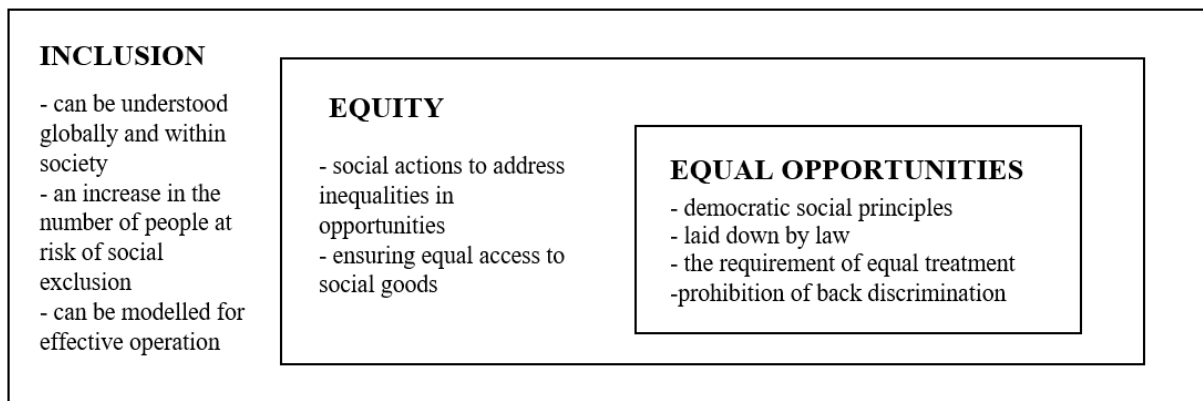 INCLUSION
- can be understood
globally and within
society
- an increase in the
number of people at
risk of social
exclusion
- can be modelled for
effective operation
EQUITY
- social actions to address
inequalities in
opportunities
- ensuring equal access to
social goods
EQUAL OPPORTUNITIES
- democratic social principles
- laid down by law
- the requirement of equal treatment
-prohibition of back discrimination